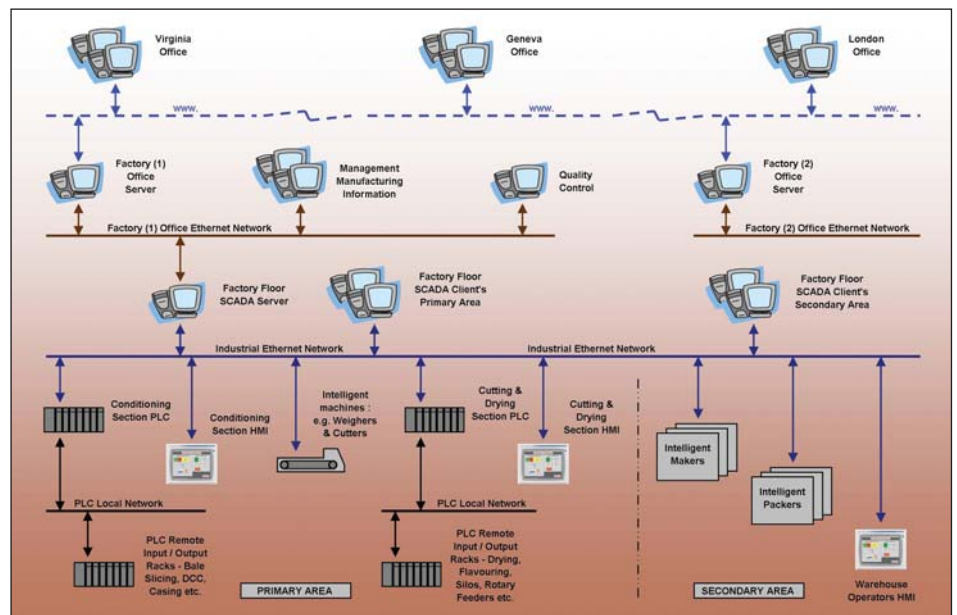 Virginia
Office
Geneva
Office
London
Office
www.
www.
www.
Factory (1)
Office
Server
Management
Manufacturing
Information
Quality
Control
Factory (2)
Office
Server
Factory (1) Office Ethernet Network
Factory (2) Office Ethernet Network
Factory Floor
SCADA Server
Factory Floor
SCADA Client's
Primary Area
Factory Floor
SCADA Client's
Secondary Area
Industrial Ethernet Network
Industrial Ethernet Network
Conditioning
Section PLC
Conditioning
Section HMI
Intelligent
machines :
e.g. Weighers
& Cutters
Cutting &
Drying
Section PLC
Cutting &
Drying
Section HMI
Intelligent
Makers
Intelligent
Packers
PLC Local Network
PLC Local Network
PLC Remote
Input / Output
Racks - Bale
Slicing, DCC,
Casing etc.
PRIMARY AREA
PLC Remote
Input / Output
Racks - Drying,
Flavouring,
Silos, Rotary
Feeders etc.
SECONDARY AREA
Warehouse
Operators HMI